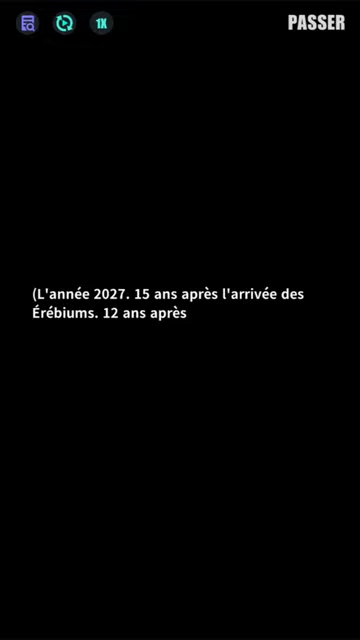 1X
PASSER
(L'année 2027. 15 ans après l'arrivée des
Érébiums. 12 ans après